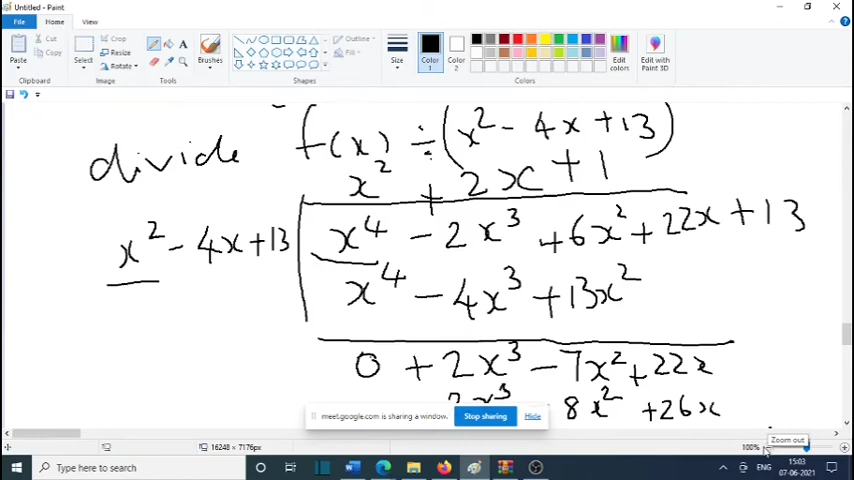 Untitled - Paint
File Home View
Paste Cut Copy Select Crop Resize Rotate Brushes Outline Fill Size Color 1 Color 2 Edit colors Edit with Paint 3D
Clipboard Image Tools Shapes Colors
divide f(x) ÷ (x² - 4x + 13)
x² + 2x + 1
x² - 4x + 13 x⁴ - 2x³ + 6x² + 22x + 13
x⁴ - 4x³ + 13x²
0 + 2x³ - 7x² + 22x
8x² + 26x
meet.google.com is sharing a window. Stop sharing Hide
Zoom out
16248 × 7176px 100%
Type here to search ENG 15:03
07-06-2021